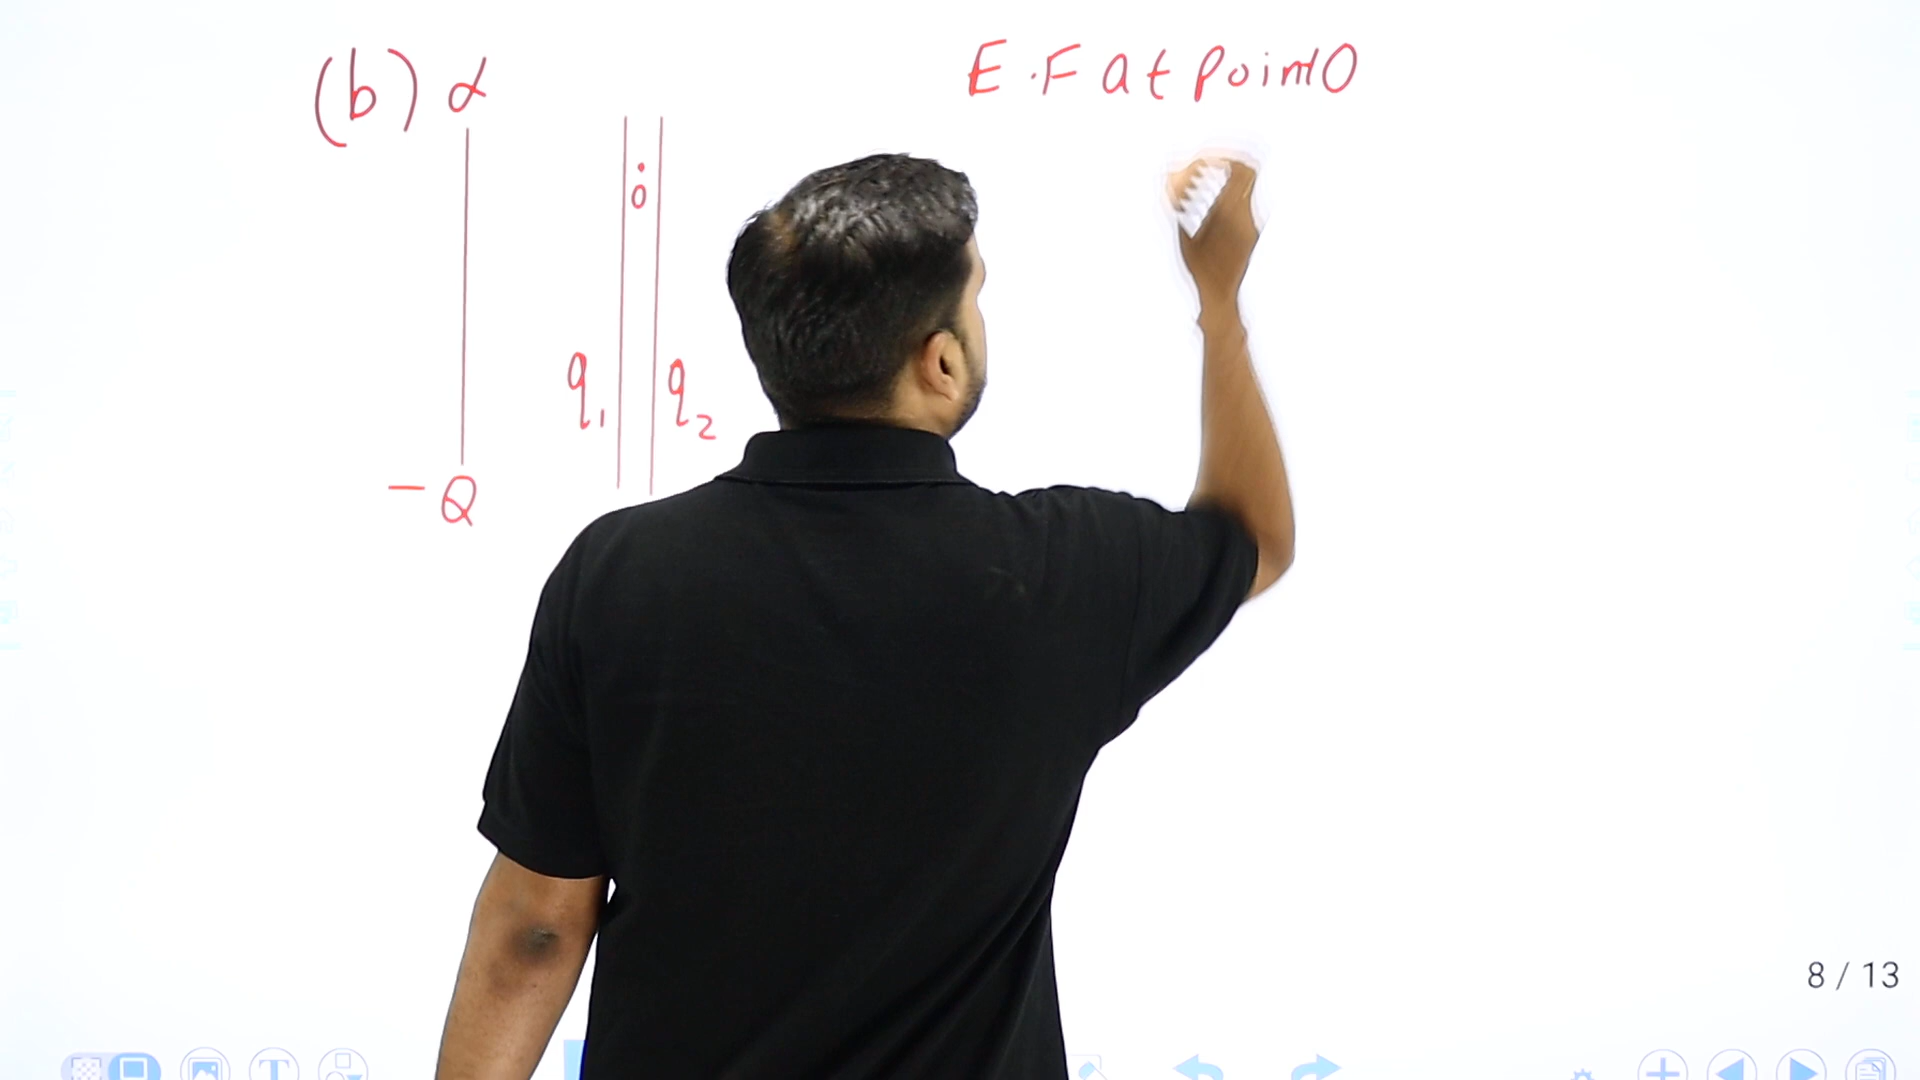 (b) α
E.F at Point O
o
q₁
q₂
-Q
8 / 13
T